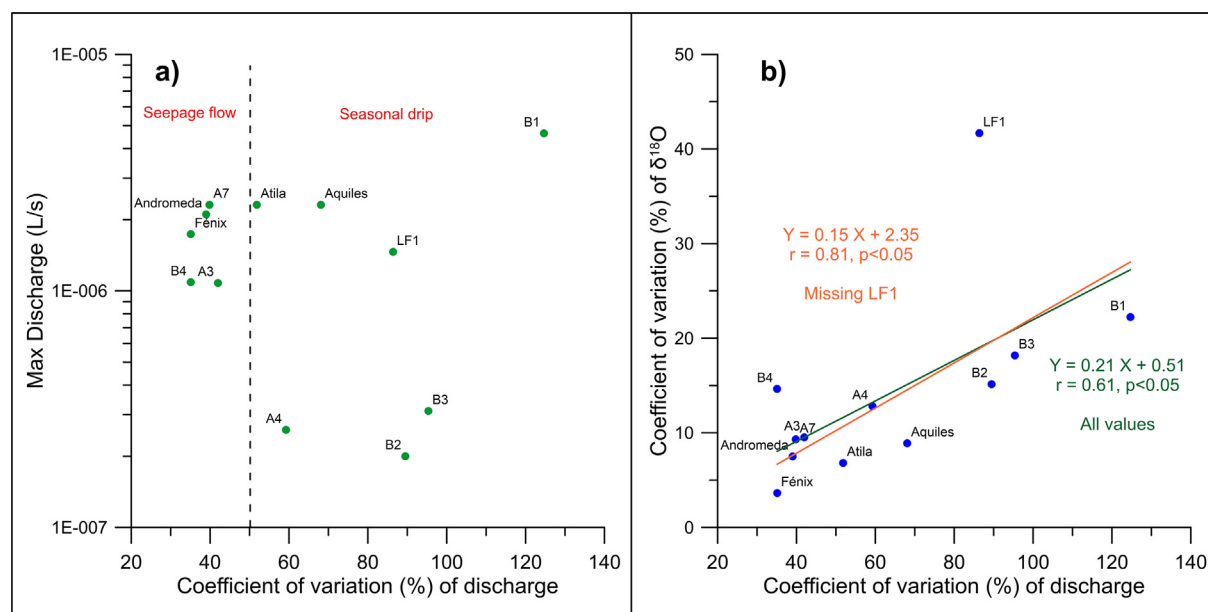 a)
Seepage flow
Seasonal drip
1E-005
1E-006
1E-007
Max Discharge (L/s)
B1
A7
Andromeda
Fénix
Atila
Aquiles
LF1
B4
A3
A4
B3
B2
20
40
60
80
100
120
140
Coefficient of variation (%) of discharge
b)
50
40
30
20
10
0
Coefficient of variation (%) of δ¹⁸O
LF1
Y = 0.15 X + 2.35
r = 0.81, p<0.05
Missing LF1
B1
B3
B2
Y = 0.21 X + 0.51
r = 0.61, p<0.05
All values
B4
A4
A3
A7
Andromeda
Aquiles
Atila
Fénix
20
40
60
80
100
120
140
Coefficient of variation (%) of discharge